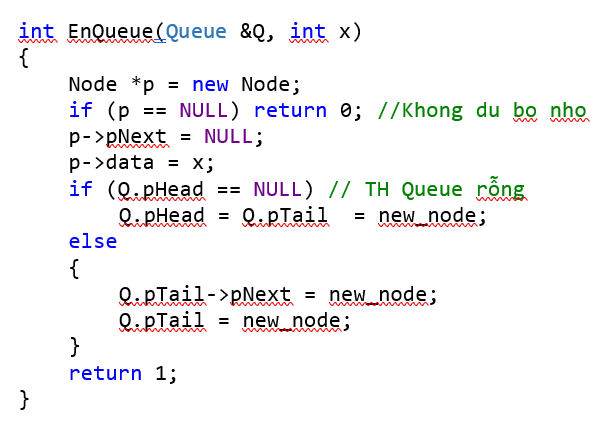 int EnQueue(Queue &Q, int x)
{
    Node *p = new Node;
    if (p == NULL) return 0; //Khong du bo nho
    p->pNext = NULL;
    p->data = x;
    if (Q.pHead == NULL) // TH Queue rỗng
        Q.pHead = Q.pTail  = new_node;
    else
    {
        Q.pTail->pNext = new_node;
        Q.pTail = new_node;
    }
    return 1;
}